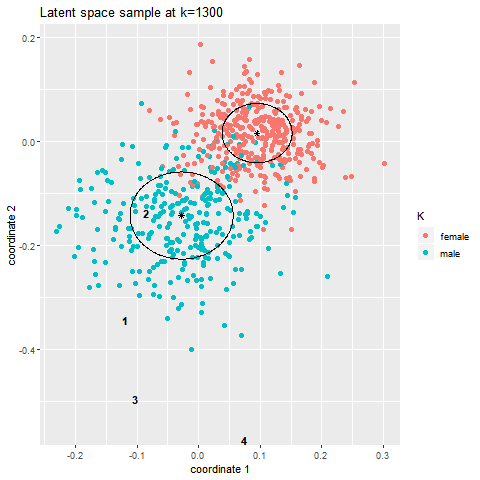 Latent space sample at k=1300
0.2
0.0
-0.2
-0.4
coordinate 2
2
1
3
4
-0.2
-0.1
0.0
0.1
0.2
0.3
coordinate 1
K
female
male